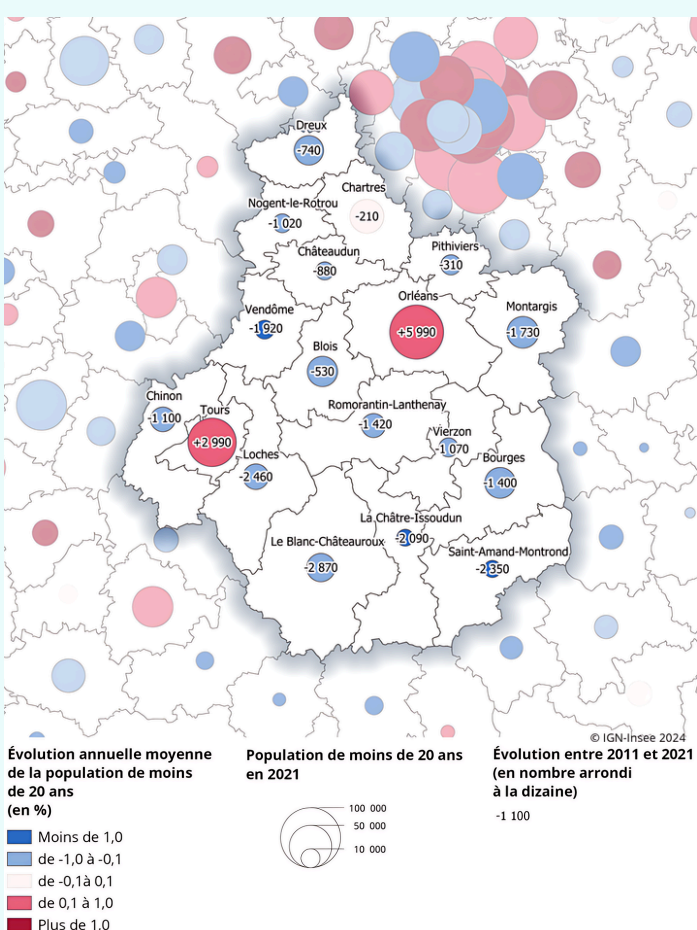 Dreux
-740
Chartres
-210
Nogent-le-Rotrou
-1 020
Châteaudun
-880
Pithiviers
-310
Orléans
+5 990
Vendôme
-1 920
Montargis
-1 730
Blois
-530
Chinon
-1 100
Tours
+2 990
Romorantin-Lanthenay
-1 420
Vierzon
-1 070
Loches
-2 460
Bourges
-1 400
La Châtre-Issoudun
-2 090
Le Blanc-Châteauroux
-2 870
Saint-Amand-Montrond
-2 350
© IGN-Insee 2024
Évolution annuelle moyenne
de la population de moins
de 20 ans
(en %)
Moins de 1,0
de -1,0 à -0,1
de -0,1à 0,1
de 0,1 à 1,0
Plus de 1,0
Population de moins de 20 ans
en 2021
100 000
50 000
10 000
Évolution entre 2011 et 2021
(en nombre arrondi
à la dizaine)
-1 100